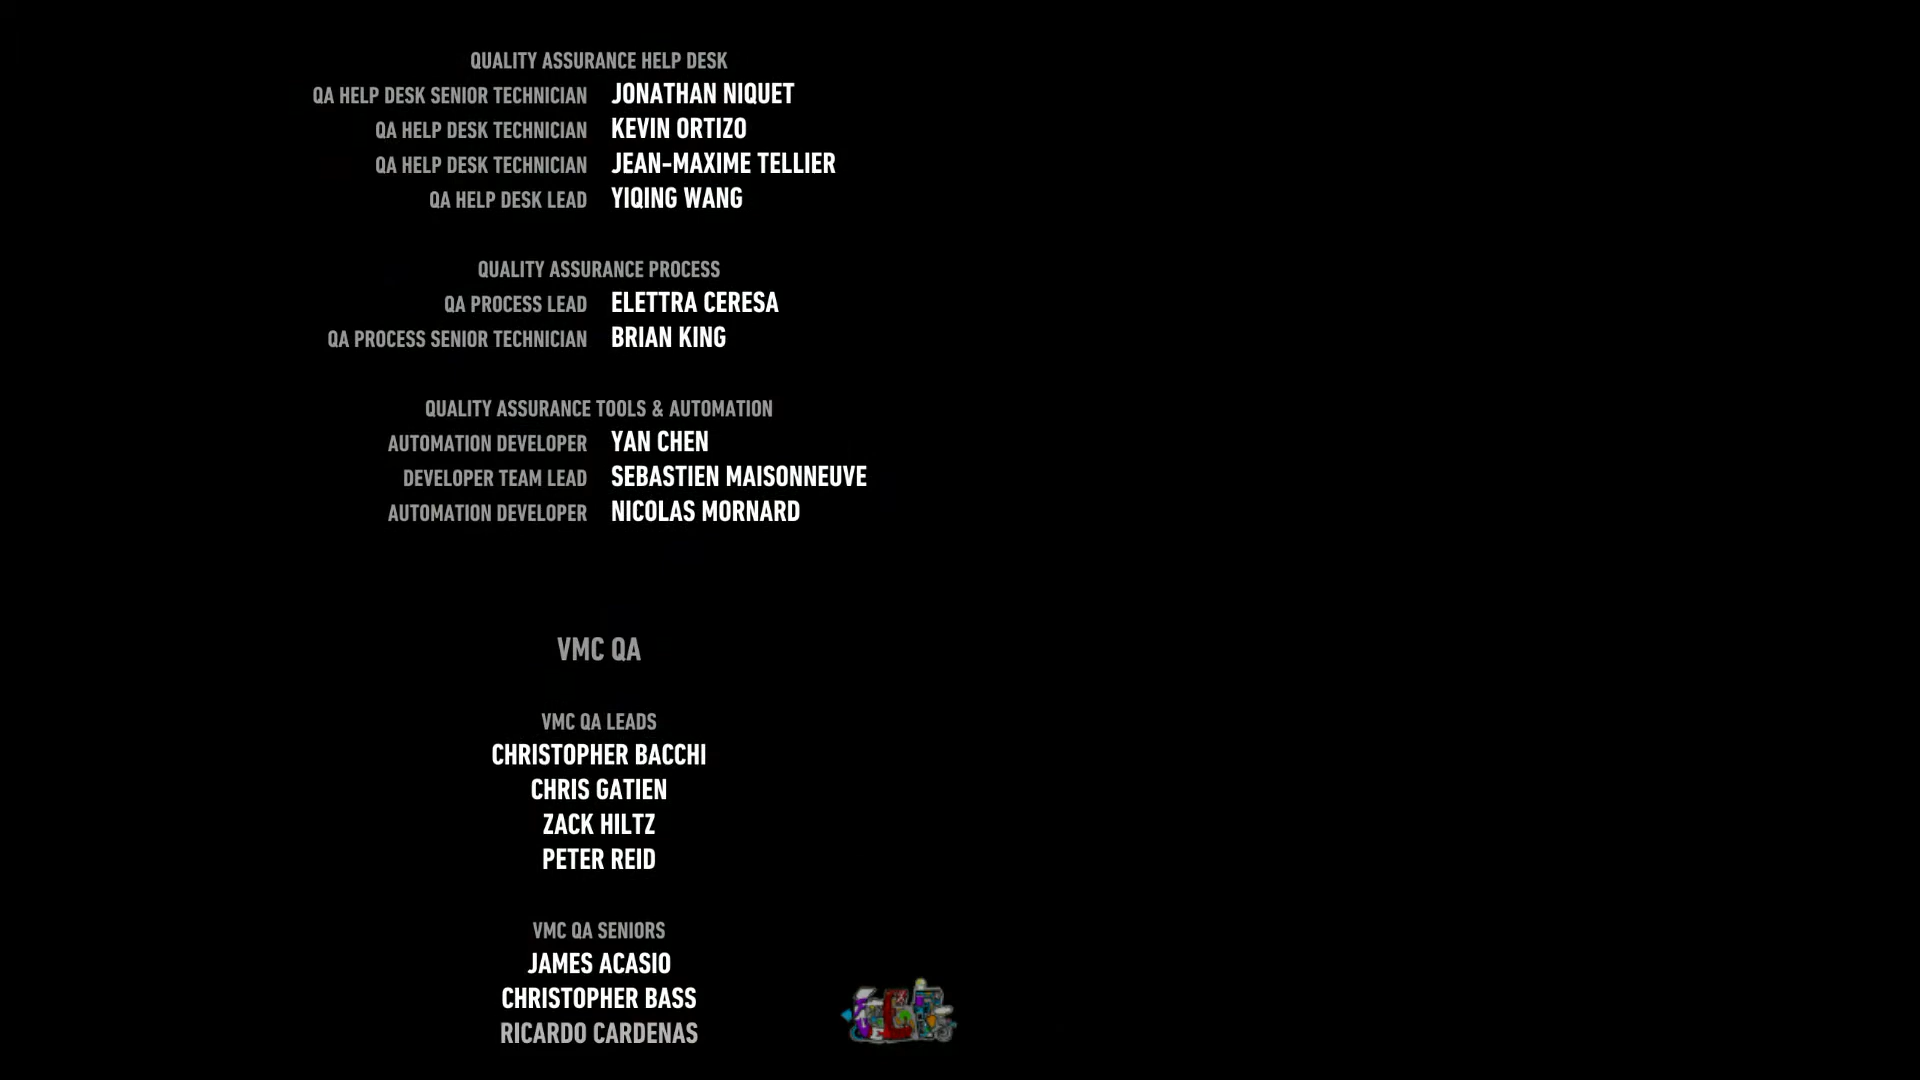 QUALITY ASSURANCE HELP DESK
QA HELP DESK SENIOR TECHNICIAN JONATHAN NIQUET
QA HELP DESK TECHNICIAN KEVIN ORTIZO
QA HELP DESK TECHNICIAN JEAN-MAXIME TELLIER
QA HELP DESK LEAD YIQING WANG
QUALITY ASSURANCE PROCESS
QA PROCESS LEAD ELETTRA CERESA
QA PROCESS SENIOR TECHNICIAN BRIAN KING
QUALITY ASSURANCE TOOLS & AUTOMATION
AUTOMATION DEVELOPER YAN CHEN
DEVELOPER TEAM LEAD SEBASTIEN MAISONNEUVE
AUTOMATION DEVELOPER NICOLAS MORNARD
VMC QA
VMC QA LEADS
CHRISTOPHER BACCHI
CHRIS GATIEN
ZACK HILTZ
PETER REID
VMC QA SENIORS
JAMES ACASIO
CHRISTOPHER BASS
RICARDO CARDENAS